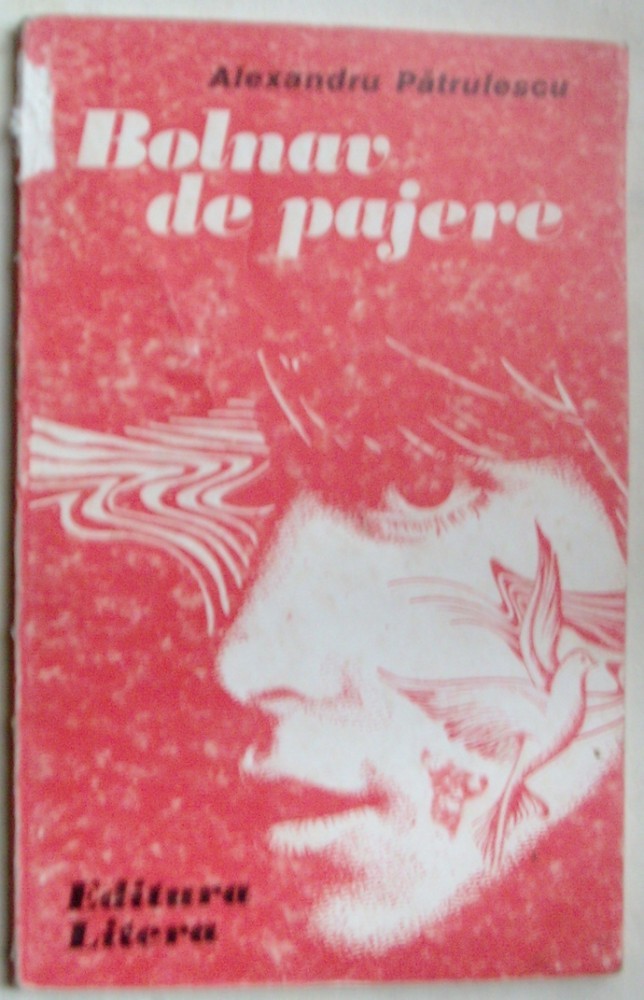 Alexandru Pătrulescu
Bolnav
de pajere
Editura
Litera